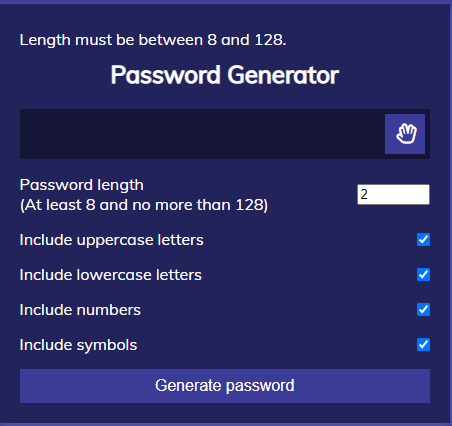 Length must be between 8 and 128.
Password Generator
Password length
(At least 8 and no more than 128)
2
Include uppercase letters
Include lowercase letters
Include numbers
Include symbols
Generate password